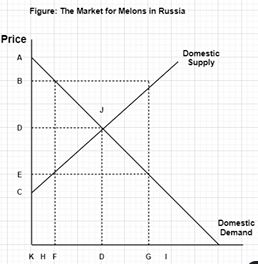 Figure: The Market for Melons in Russia
Price
Domestic
Supply
A
B
J
D
E
C
Domestic
Demand
K H F D G I